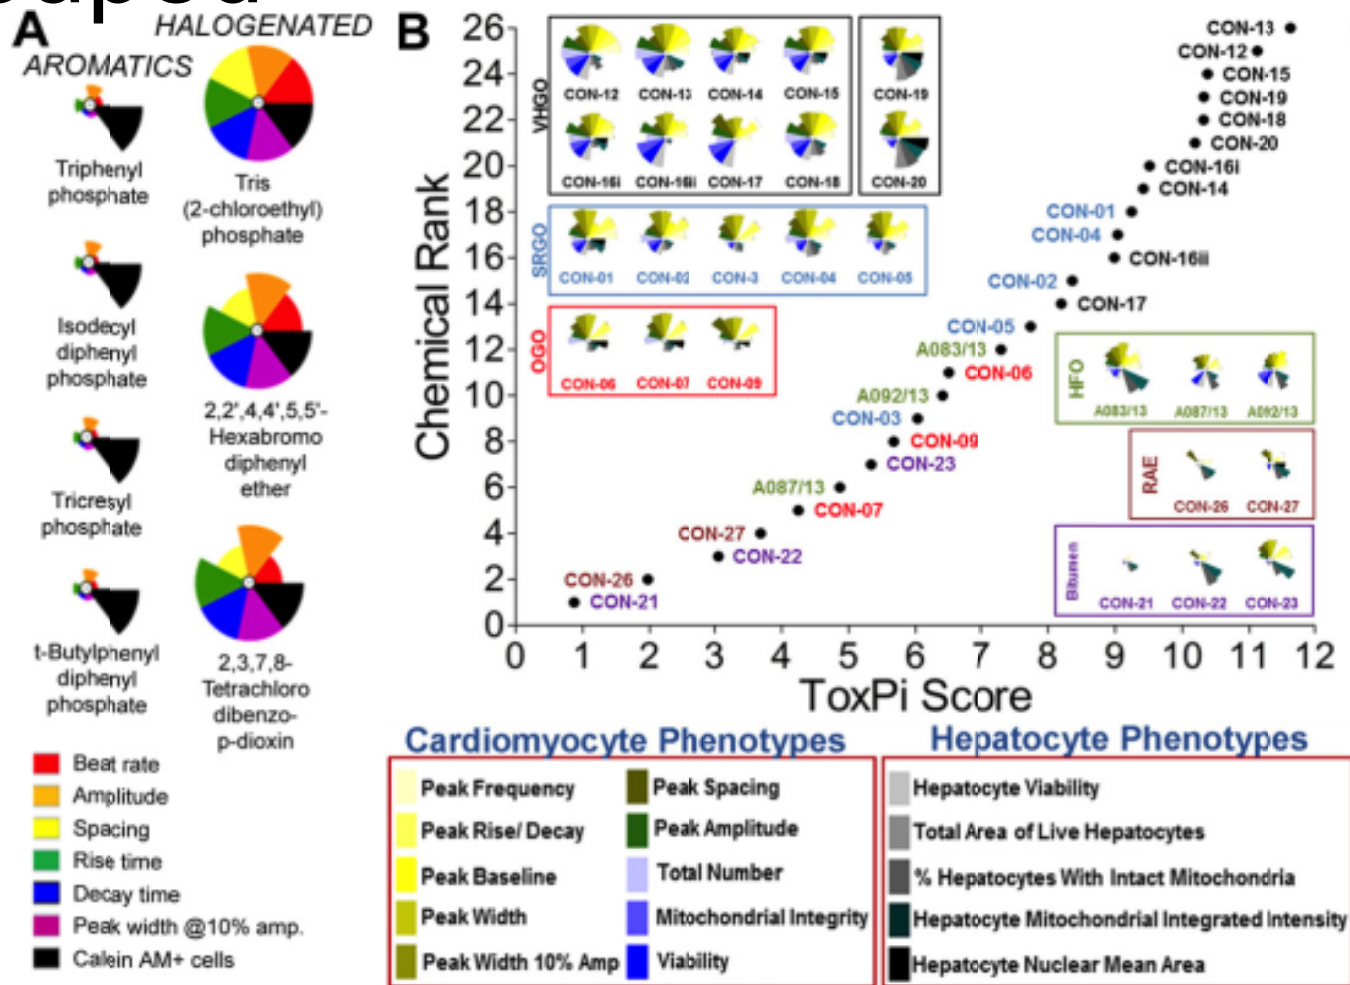 A
HALOGENATED
AROMATICS
Triphenyl
phosphate
Tris
(2-chloroethyl)
phosphate
Isodecyl
diphenyl
phosphate
2,2',4,4',5,5'-
Hexabromo
diphenyl
ether
Tricresyl
phosphate
t-Butylphenyl
diphenyl
phosphate
2,3,7,8-
Tetrachloro
dibenzo-
p-dioxin
Beat rate
Amplitude
Spacing
Rise time
Decay time
Peak width @10% amp.
Calein AM+ cells
B
Chemical Rank
26
24
22
20
18
16
14
12
10
8
6
4
2
0
0 1 2 3 4 5 6 7 8 9 10 11 12
ToxPi Score
VHGO
CON-12 CON-13 CON-14 CON-15 CON-19
CON-16i CON-16ii CON-17 CON-18 CON-20
SRGO
CON-01 CON-02 CON-3 CON-04 CON-05
OGO
CON-06 CON-07 CON-09
HFO
A083/13 A087/13 A092/13
RAE
CON-26 CON-27
Bitumen
CON-21 CON-22 CON-23
CON-13
CON-12
CON-15
CON-19
CON-18
CON-20
CON-16i
CON-14
CON-01
CON-04
CON-16ii
CON-02
CON-17
CON-05
A083/13
CON-06
A092/13
CON-03
CON-09
CON-23
A087/13
CON-07
CON-27
CON-22
CON-26
CON-21
Cardiomyocyte Phenotypes
Peak Frequency
Peak Rise/ Decay
Peak Baseline
Peak Width
Peak Width 10% Amp
Peak Spacing
Peak Amplitude
Total Number
Mitochondrial Integrity
Viability
Hepatocyte Phenotypes
Hepatocyte Viability
Total Area of Live Hepatocytes
% Hepatocytes With Intact Mitochondria
Hepatocyte Mitochondrial Integrated Intensity
Hepatocyte Nuclear Mean Area